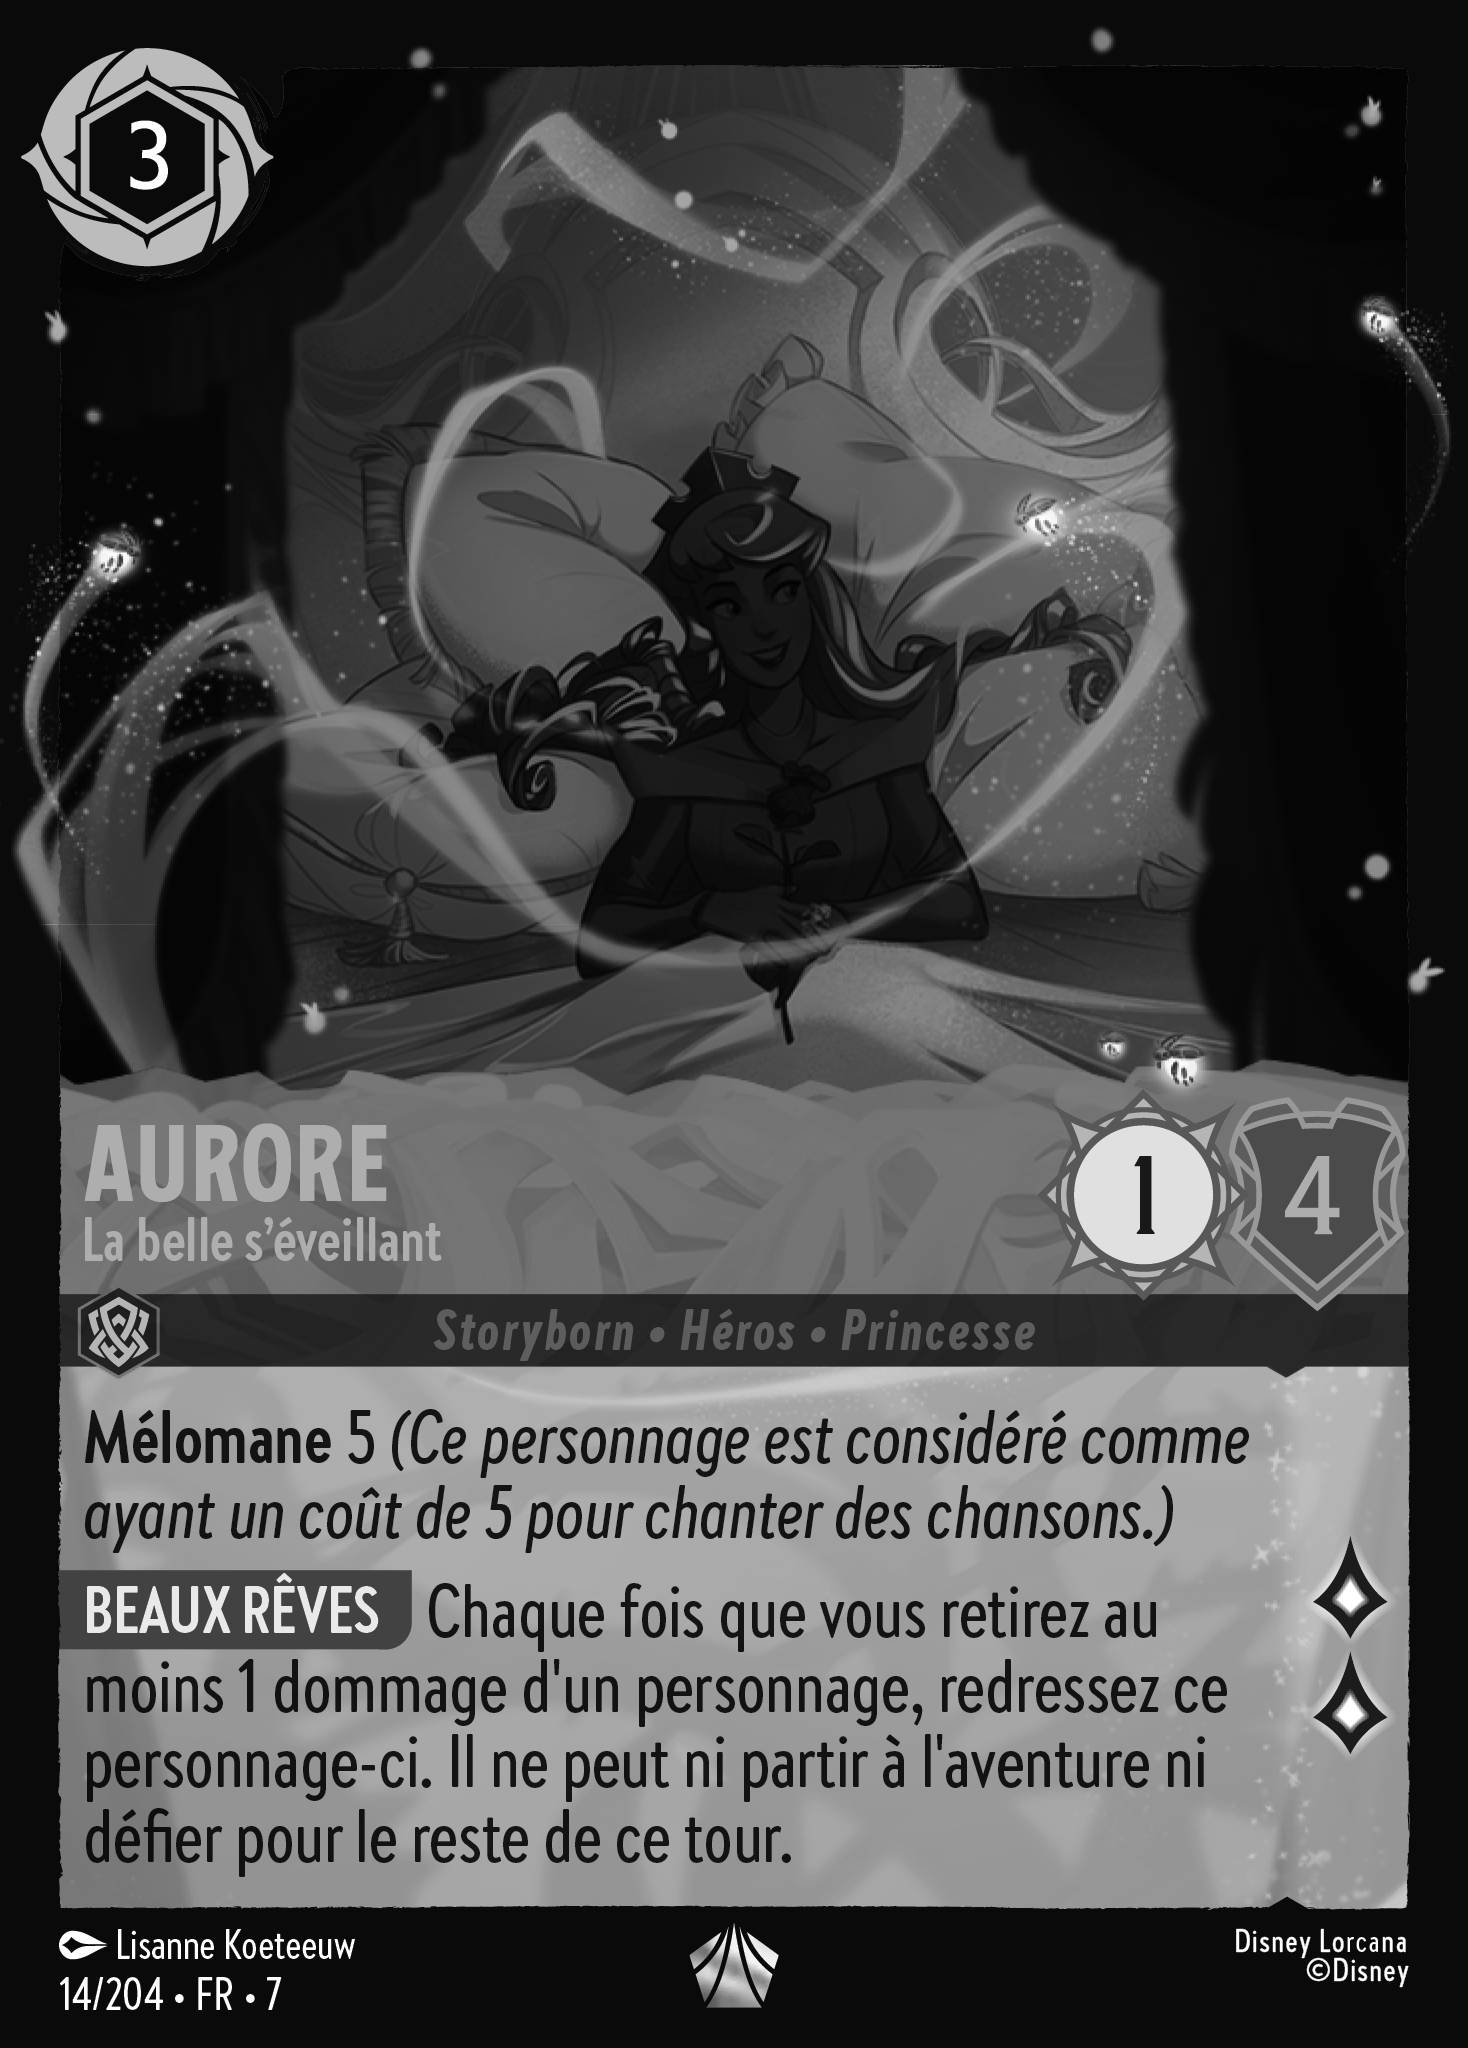 3
AURORE
La belle s'éveillant
1
4
Storyborn • Héros • Princesse
Mélomane 5 (Ce personnage est considéré comme
ayant un coût de 5 pour chanter des chansons.)
BEAUX RÊVES Chaque fois que vous retirez au
moins 1 dommage d'un personnage, redressez ce
personnage-ci. Il ne peut ni partir à l'aventure ni
défier pour le reste de ce tour.
Lisanne Koeteeuw
14/204 • FR • 7
Disney Lorcana
©Disney